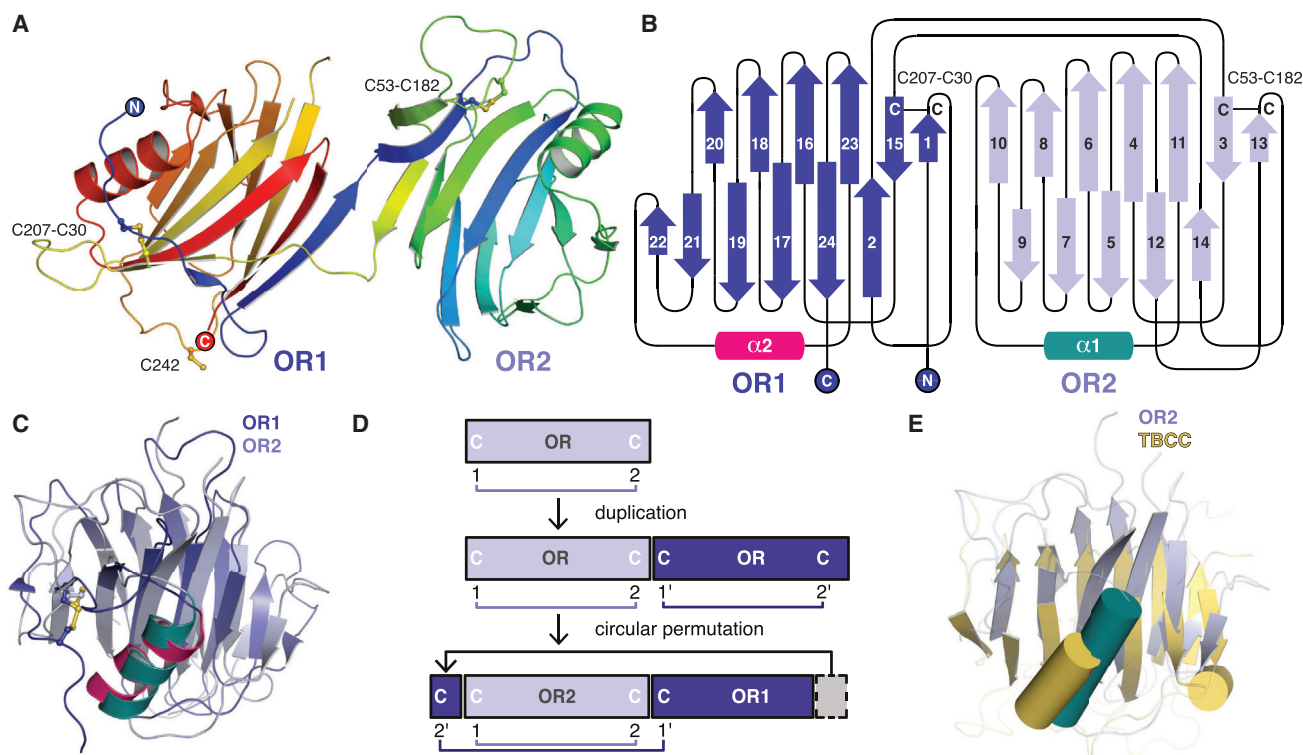 A
N
C207-C30
C242
C
OR1
C53-C182
OR2
B
C207-C30
C53-C182
C
C
C
C
20
18
16
23
15
1
22
21
19
17
24
2
10
8
6
4
11
3
13
9
7
5
12
14
α2
α1
OR1
C
N
OR2
C
OR1
OR2
D
C OR C
1 2
duplication
C OR C C OR C
1 2 1' 2'
circular permutation
C C OR2 C C OR1
2' 1 2 1'
E
OR2
TBCC